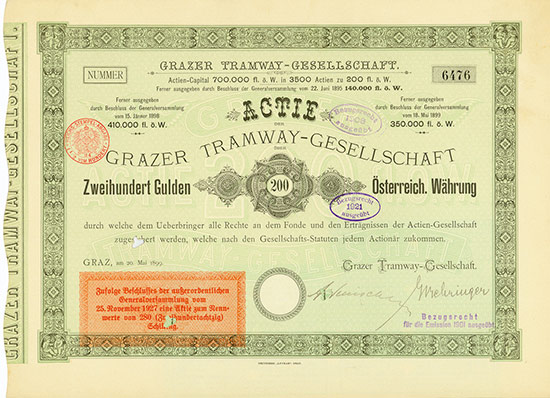 GRAZER TRAMWAY-GESELLSCHAFT.
NUMMER
6476
Actien-Capital 700.000 fl. ö. W. in 3500 Actien zu 200 fl. ö. W.
Ferner ausgegeben durch Beschluss der Generalversammlung vom 22. Juni 1895 140.000 fl. ö. W.
Ferner ausgegeben
durch Beschluss der Generalversammlung
vom 15. Jänner 1898
410.000 fl. ö. W.
Ferner ausgegeben
durch Beschluss der Generalversammlung
vom 18. Mai 1899
350.000 fl. ö. W.
ACTIE
DER
GRAZER TRAMWAY-GESELLSCHAFT
ÜBER
Bezugsrecht
ausgeübt
Zweihundert Gulden
200
Österreich. Währung
Bezugsrecht
1921
ausgeübt
durch welche dem Ueberbringer alle Rechte an dem Fonde und den Erträgnissen der Actien-Gesellschaft
zugesichert werden, welche nach den Gesellschafts-Statuten jedem Actionär zukommen.
GRAZ, am 20. Mai 1899.
Grazer Tramway-Gesellschaft.
Zufolge Beschlusses der außerordentlichen
Generalversammlung vom
25. November 1927 eine Aktie zum Nenn-
werte von 280 (Zweihundertachtzig)
Schilling.
Bezugsrecht
für die Emission 1901 ausgeübt
GRAZER TRAMWAY-GESELLSCHAFT.